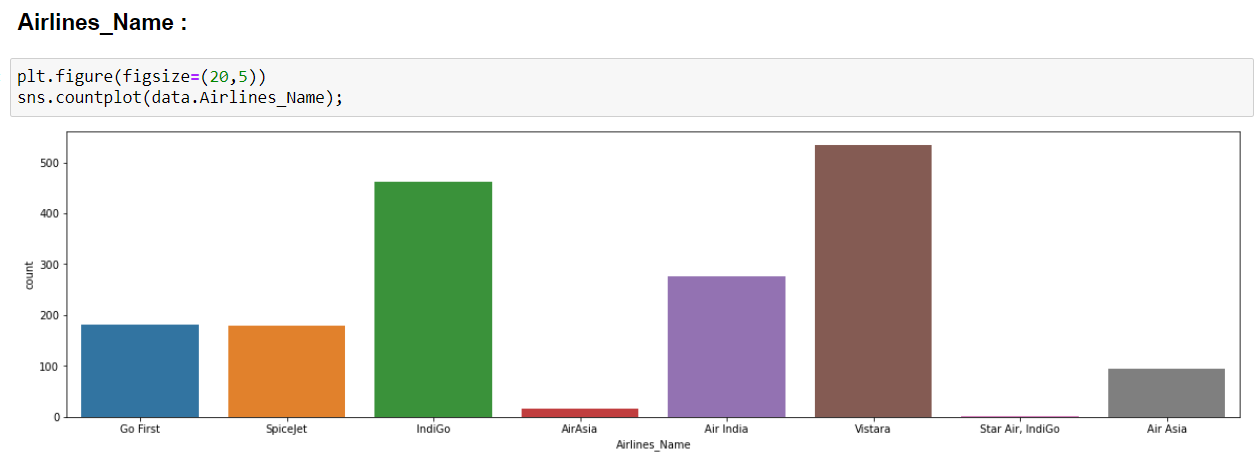 Airlines_Name :
plt.figure(figsize=(20,5))
sns.countplot(data.Airlines_Name);
500
400
300
200
100
0
count
Go First SpiceJet IndiGo AirAsia Air India Vistara Star Air, IndiGo Air Asia
Airlines_Name